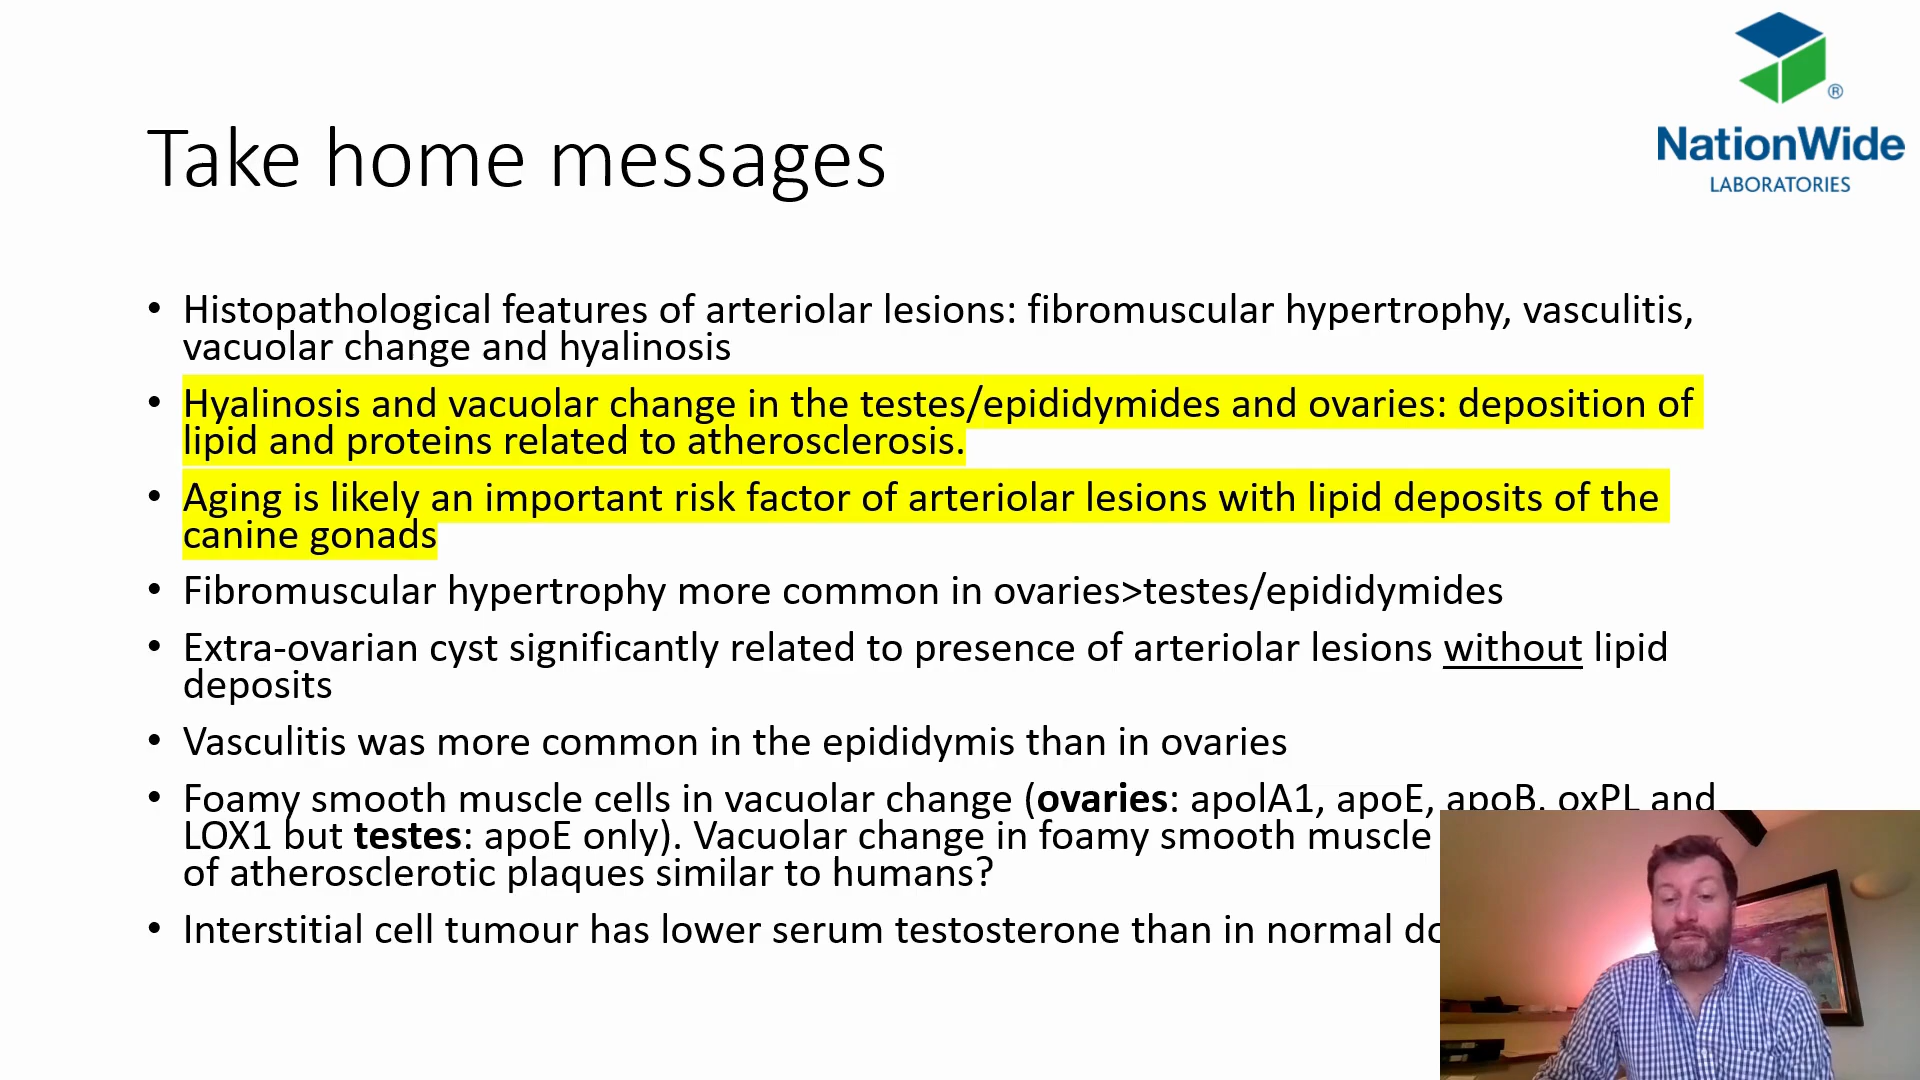 ®
NationWide
LABORATORIES
Take home messages
• Histopathological features of arteriolar lesions: fibromuscular hypertrophy, vasculitis,
vacuolar change and hyalinosis
• Hyalinosis and vacuolar change in the testes/epididymides and ovaries: deposition of
lipid and proteins related to atherosclerosis.
• Aging is likely an important risk factor of arteriolar lesions with lipid deposits of the
canine gonads
• Fibromuscular hypertrophy more common in ovaries>testes/epididymides
• Extra-ovarian cyst significantly related to presence of arteriolar lesions without lipid
deposits
• Vasculitis was more common in the epididymis than in ovaries
• Foamy smooth muscle cells in vacuolar change (ovaries: apolA1, apoE, apoB, oxPL and
LOX1 but testes: apoE only). Vacuolar change in foamy smooth muscle
of atherosclerotic plaques similar to humans?
• Interstitial cell tumour has lower serum testosterone than in normal